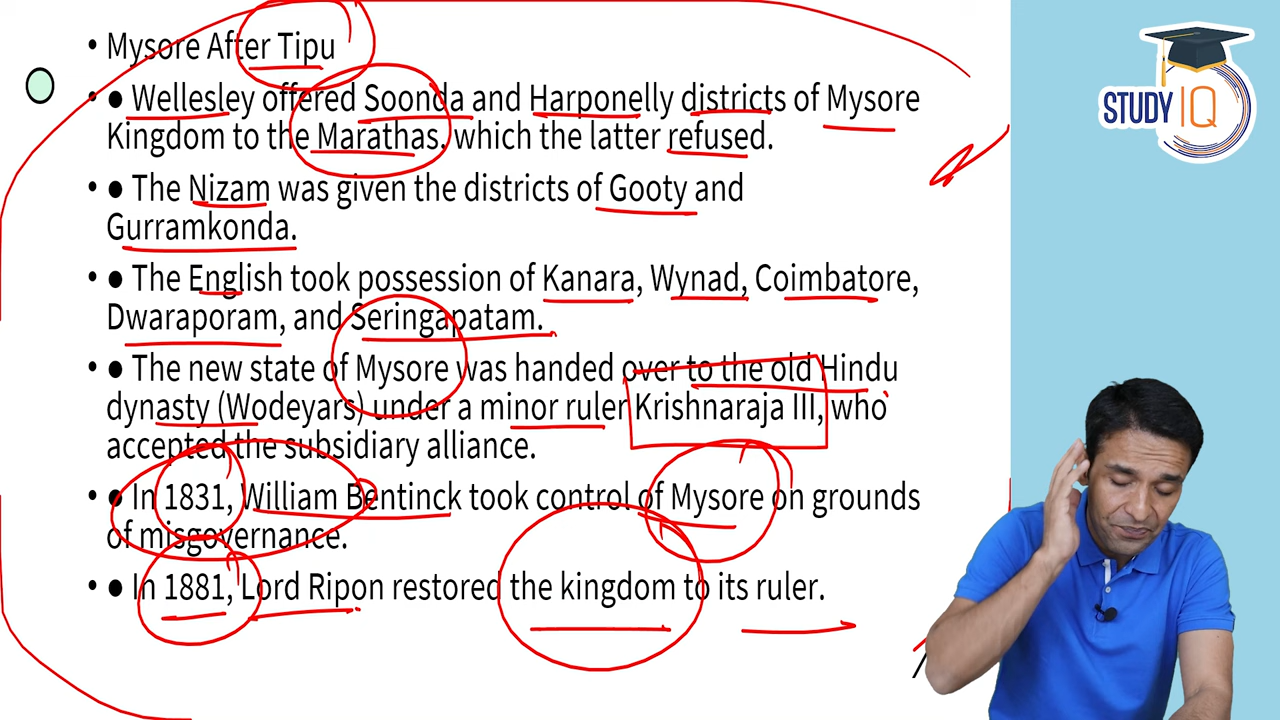 • Mysore After Tipu
• ● Wellesley offered Soonda and Harponelly districts of Mysore
Kingdom to the Marathas. which the latter refused.
• ● The Nizam was given the districts of Gooty and
Gurramkonda.
• ● The English took possession of Kanara, Wynad, Coimbatore,
Dwaraporam, and Seringapatam.
• ● The new state of Mysore was handed over to the old Hindu
dynasty (Wodeyars) under a minor ruler Krishnaraja III, who
accepted the subsidiary alliance.
• ● In 1831, William Bentinck took control of Mysore on grounds
of misgovernance.
• ● In 1881, Lord Ripon restored the kingdom to its ruler.
STUDY IQ